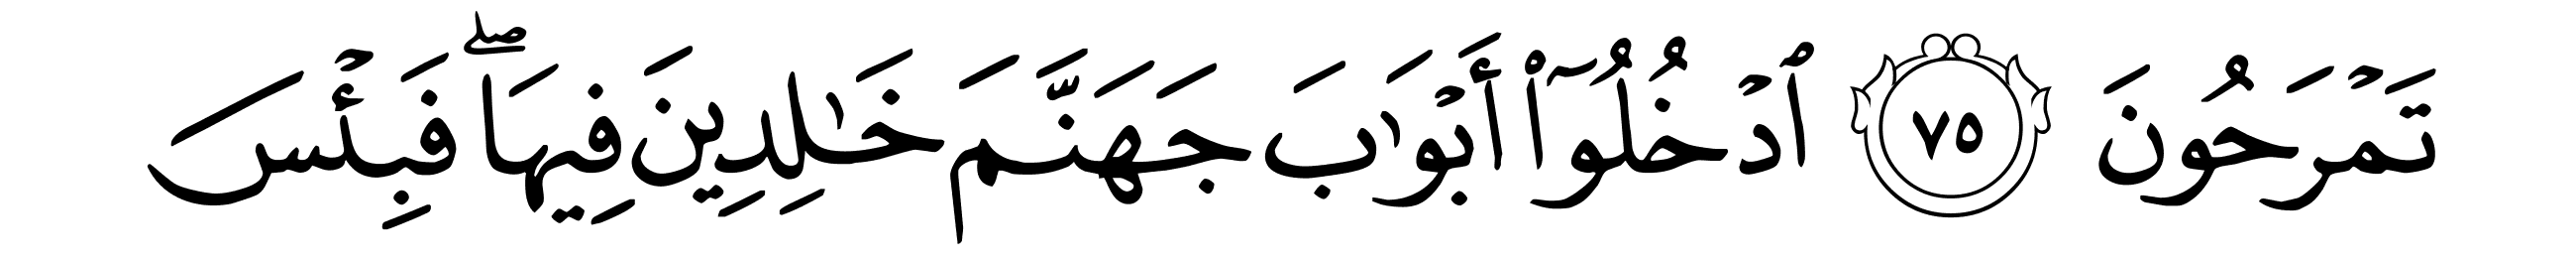 تَمۡرَحُونَ ٧٥ ٱدۡخُلُوٓاْ أَبۡوَٰبَ جَهَنَّمَ خَٰلِدِينَ فِيهَاۖ فَبِئۡسَ